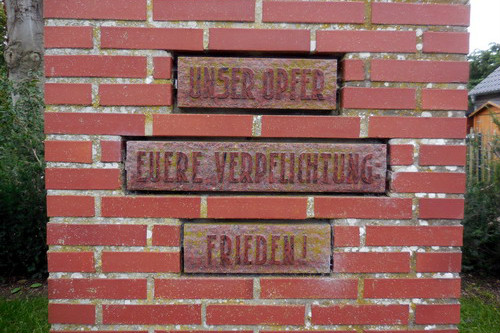 UNSER OPFER
EUERE VERPFLICHTUNG
FRIEDEN!